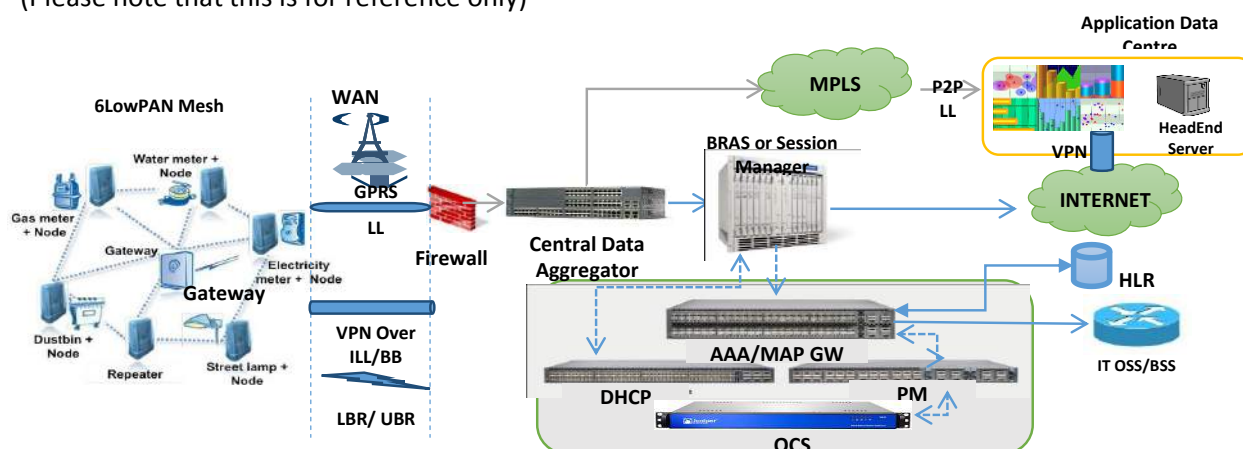 (Please note that this is for reference only)
Application Data
Centre
MPLS
P2P
LL
HeadEnd
Server
VPN
INTERNET
6LowPAN Mesh
WAN
GPRS
LL
BRAS or Session
Manager
Water meter +
Node
Gas meter
+ Node
Gateway
Gateway
Electricity
meter + Node
Dustbin +
Node
Repeater
Street lamp +
Node
Firewall
Central Data
Aggregator
VPN Over
ILL/BB
LBR/ UBR
HLR
AAA/MAP GW
IT OSS/BSS
DHCP
PM
OCS